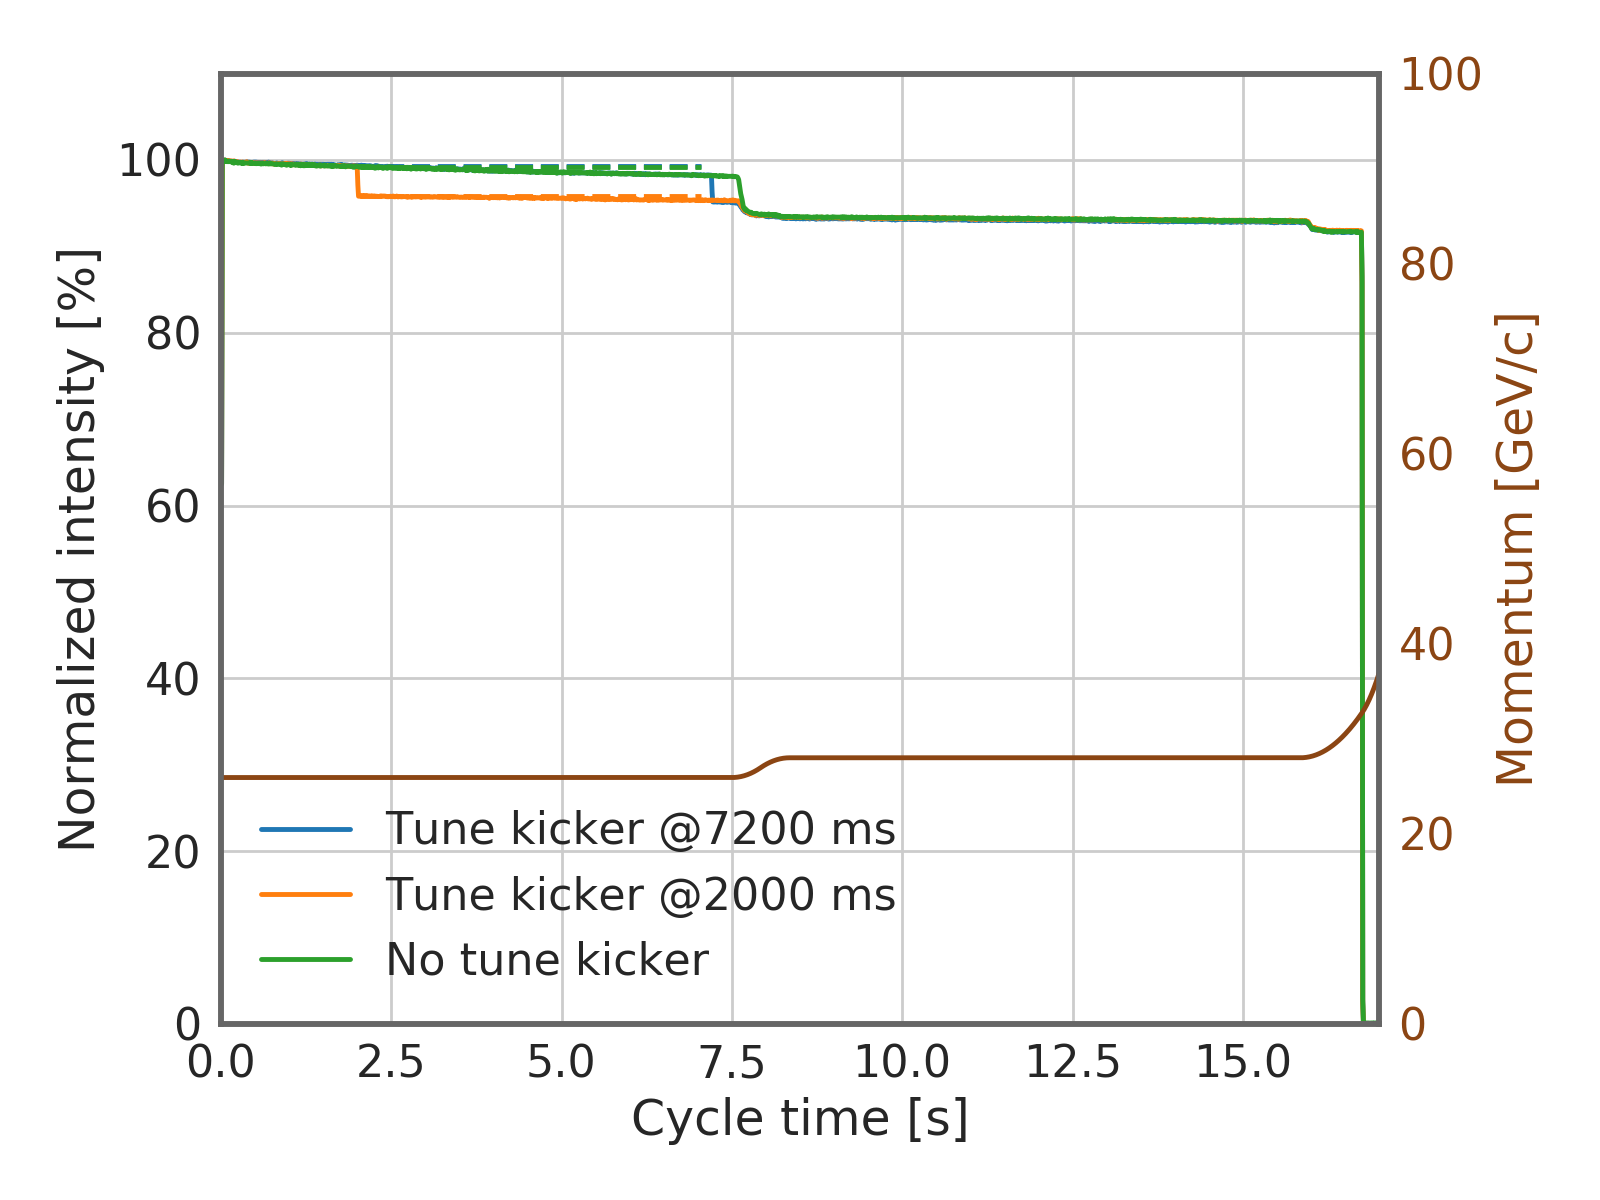 Normalized intensity [%]
100
80
60
40
20
0
0.0 2.5 5.0 7.5 10.0 12.5 15.0
Cycle time [s]
Tune kicker @7200 ms
Tune kicker @2000 ms
No tune kicker
100
80
60
40
20
0
Momentum [GeV/c]